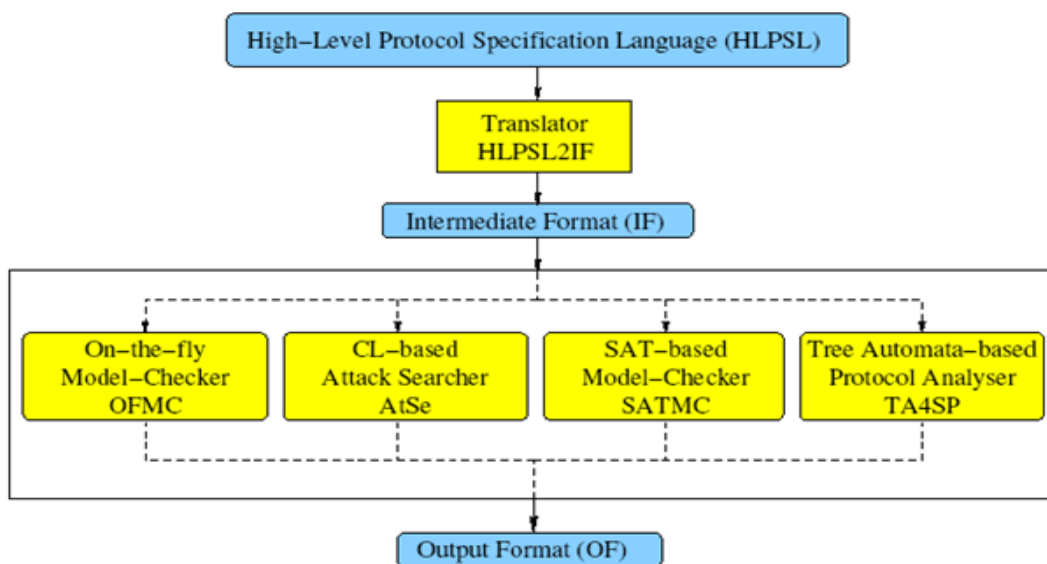 High−Level Protocol Specification Language (HLPSL)
Translator
HLPSL2IF
Intermediate Format (IF)
On−the−fly
Model−Checker
OFMC
CL−based
Attack Searcher
AtSe
SAT−based
Model−Checker
SATMC
Tree Automata−based
Protocol Analyser
TA4SP
Output Format (OF)